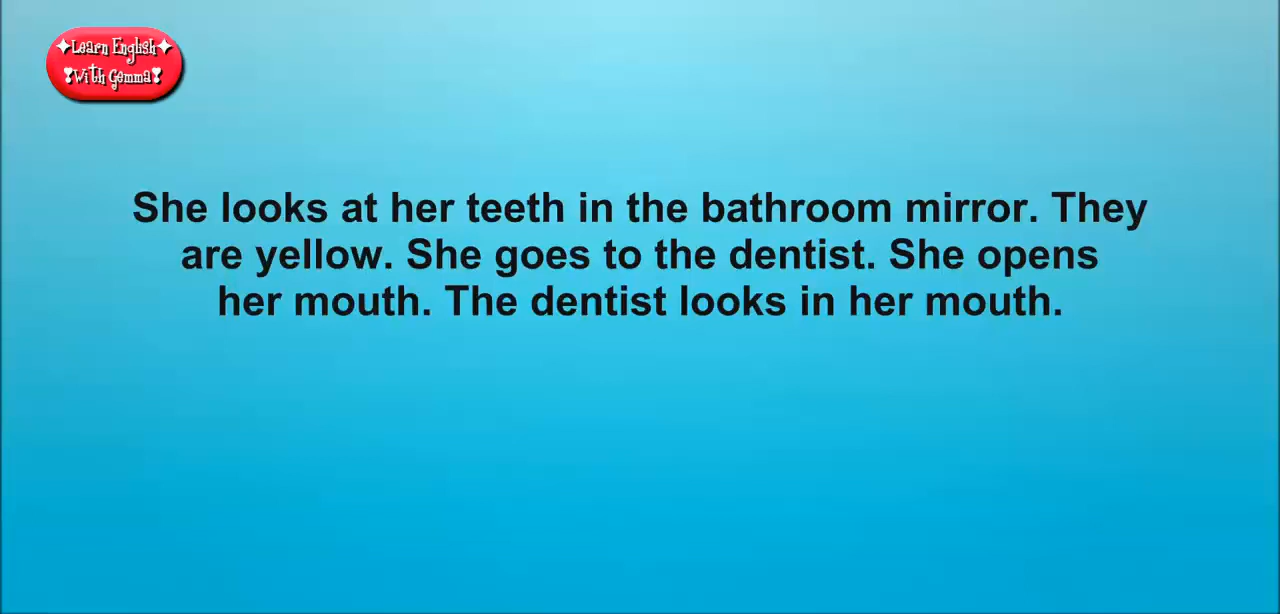 ✦Learn English✦
❣With Gemma❣
She looks at her teeth in the bathroom mirror. They
are yellow. She goes to the dentist. She opens
her mouth. The dentist looks in her mouth.